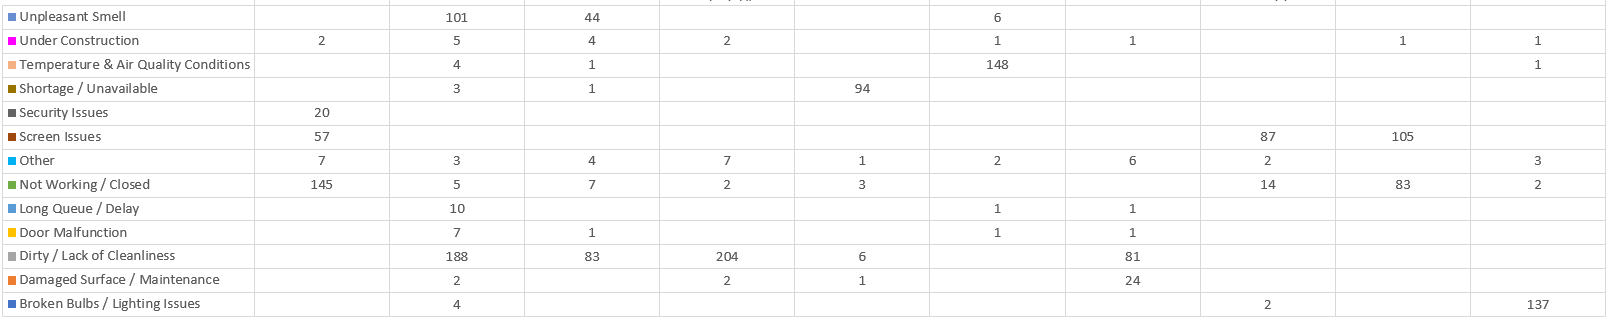 Unpleasant Smell 101 44 6
Under Construction 2 5 4 2 1 1 1 1
Temperature & Air Quality Conditions 4 1 148 1
Shortage / Unavailable 3 1 94
Security Issues 20
Screen Issues 57 87 105
Other 7 3 4 7 1 2 6 2 3
Not Working / Closed 145 5 7 2 3 14 83 2
Long Queue / Delay 10 1 1
Door Malfunction 7 1 1 1
Dirty / Lack of Cleanliness 188 83 204 6 81
Damaged Surface / Maintenance 2 2 1 24
Broken Bulbs / Lighting Issues 4 2 137